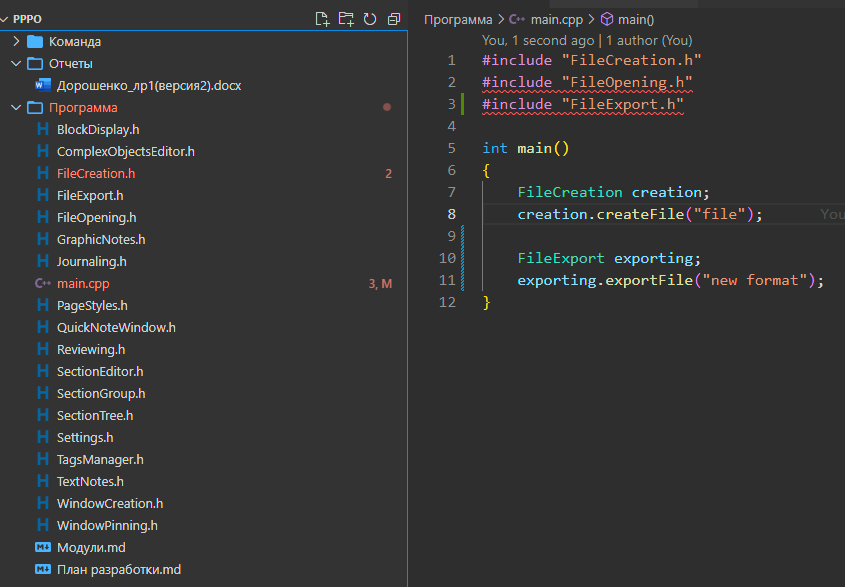 PPPO
Команда
Отчеты
Дорошенко_лр1(версия2).docx
Программа
BlockDisplay.h
ComplexObjectsEditor.h
FileCreation.h 2
FileExport.h
FileOpening.h
GraphicNotes.h
Journaling.h
main.cpp 3, M
PageStyles.h
QuickNoteWindow.h
Reviewing.h
SectionEditor.h
SectionGroup.h
SectionTree.h
Settings.h
TagsManager.h
TextNotes.h
WindowCreation.h
WindowPinning.h
Модули.md
План разработки.md
Программа > main.cpp > main()
You, 1 second ago | 1 author (You)
1 #include "FileCreation.h"
2 #include "FileOpening.h"
3 #include "FileExport.h"
4
5 int main()
6 {
7 FileCreation creation;
8 creation.createFile("file"); You
9
10 FileExport exporting;
11 exporting.exportFile("new format");
12 }